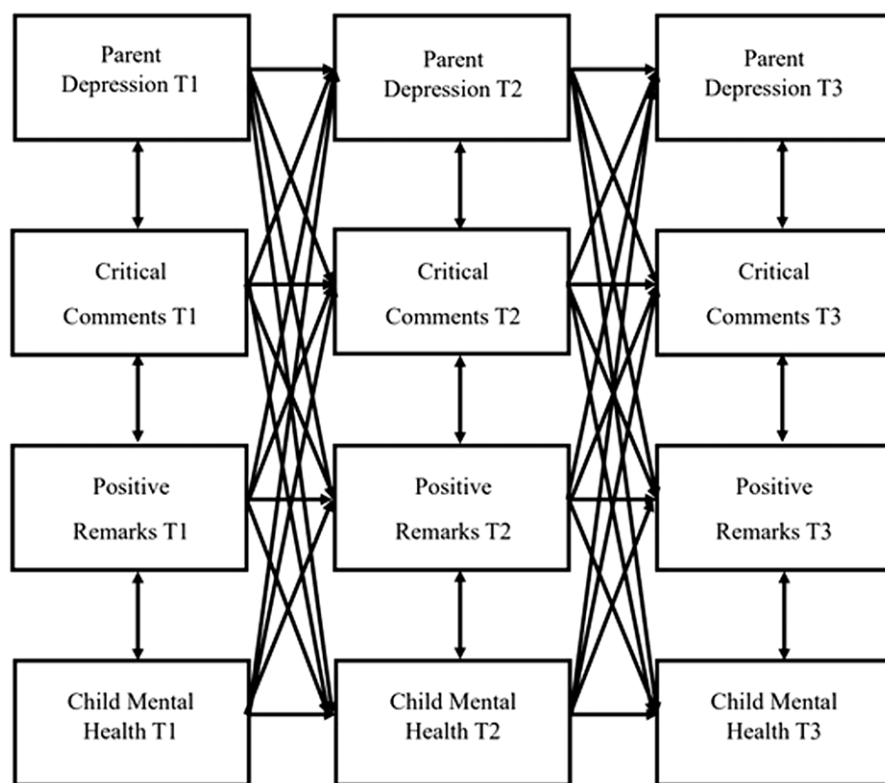 Parent
Depression T1
Parent
Depression T2
Parent
Depression T3
Critical
Comments T1
Critical
Comments T2
Critical
Comments T3
Positive
Remarks T1
Positive
Remarks T2
Positive
Remarks T3
Child Mental
Health T1
Child Mental
Health T2
Child Mental
Health T3